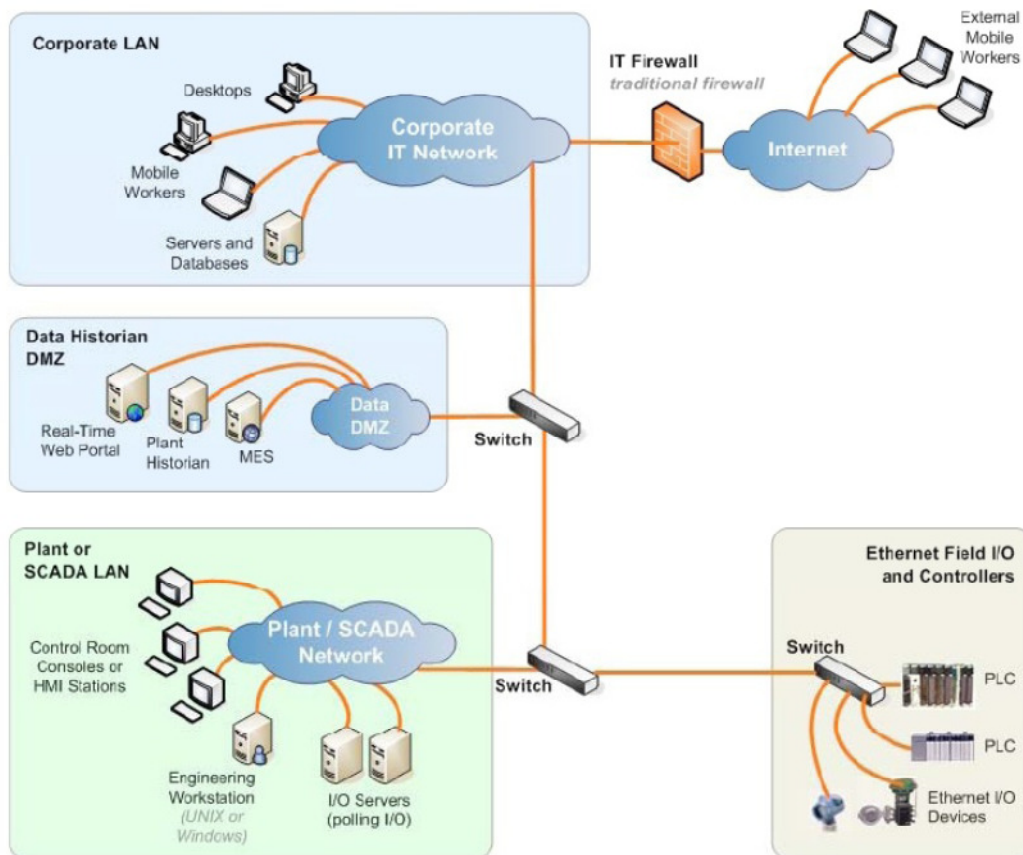 Corporate LAN
Desktops
Mobile
Workers
Servers and
Databases
Corporate
IT Network
IT Firewall
traditional firewall
Internet
External
Mobile
Workers
Data Historian
DMZ
Real-Time
Web Portal
Plant
Historian
MES
Data
DMZ
Switch
Plant or
SCADA LAN
Control Room
Consoles or
HMI Stations
Plant / SCADA
Network
Engineering
Workstation
(UNIX or
Windows)
I/O Servers
(polling I/O)
Switch
Ethernet Field I/O
and Controllers
Switch
PLC
PLC
Ethernet I/O
Devices